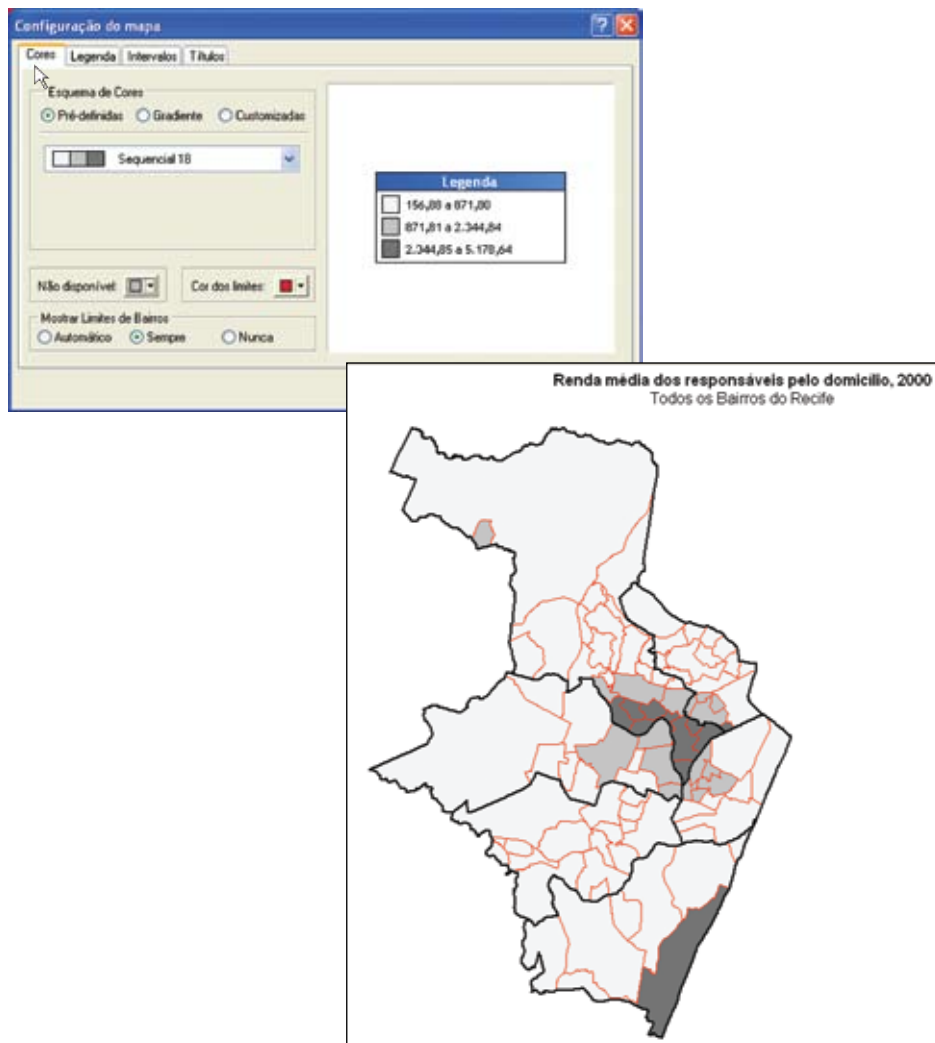 Configuração do mapa
Cores Legenda Intervalos Títulos
Esquema de Cores
Pré-definidas Gradiente Customizadas
Sequencial 18
Legenda
156,88 a 871,80
871,81 a 2.344,84
2.344,85 a 5.178,64
Não disponível: Cor dos limites:
Mostrar Limites de Bairros
Automático Sempre Nunca
Renda média dos responsáveis pelo domicílio, 2000
Todos os Bairros do Recife